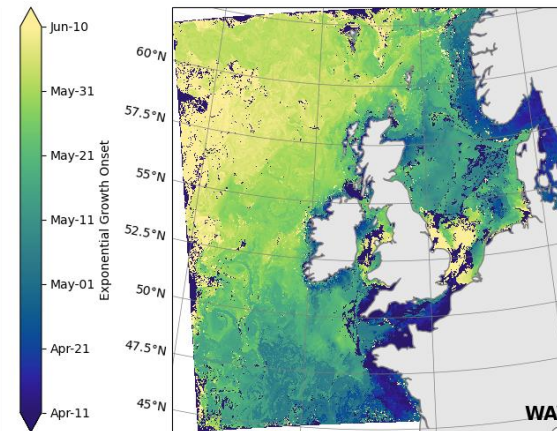 Jun-10
May-31
May-21
May-11
May-01
Apr-21
Apr-11
Exponential Growth Onset
60°N
57.5°N
55°N
52.5°N
50°N
47.5°N
45°N
WA